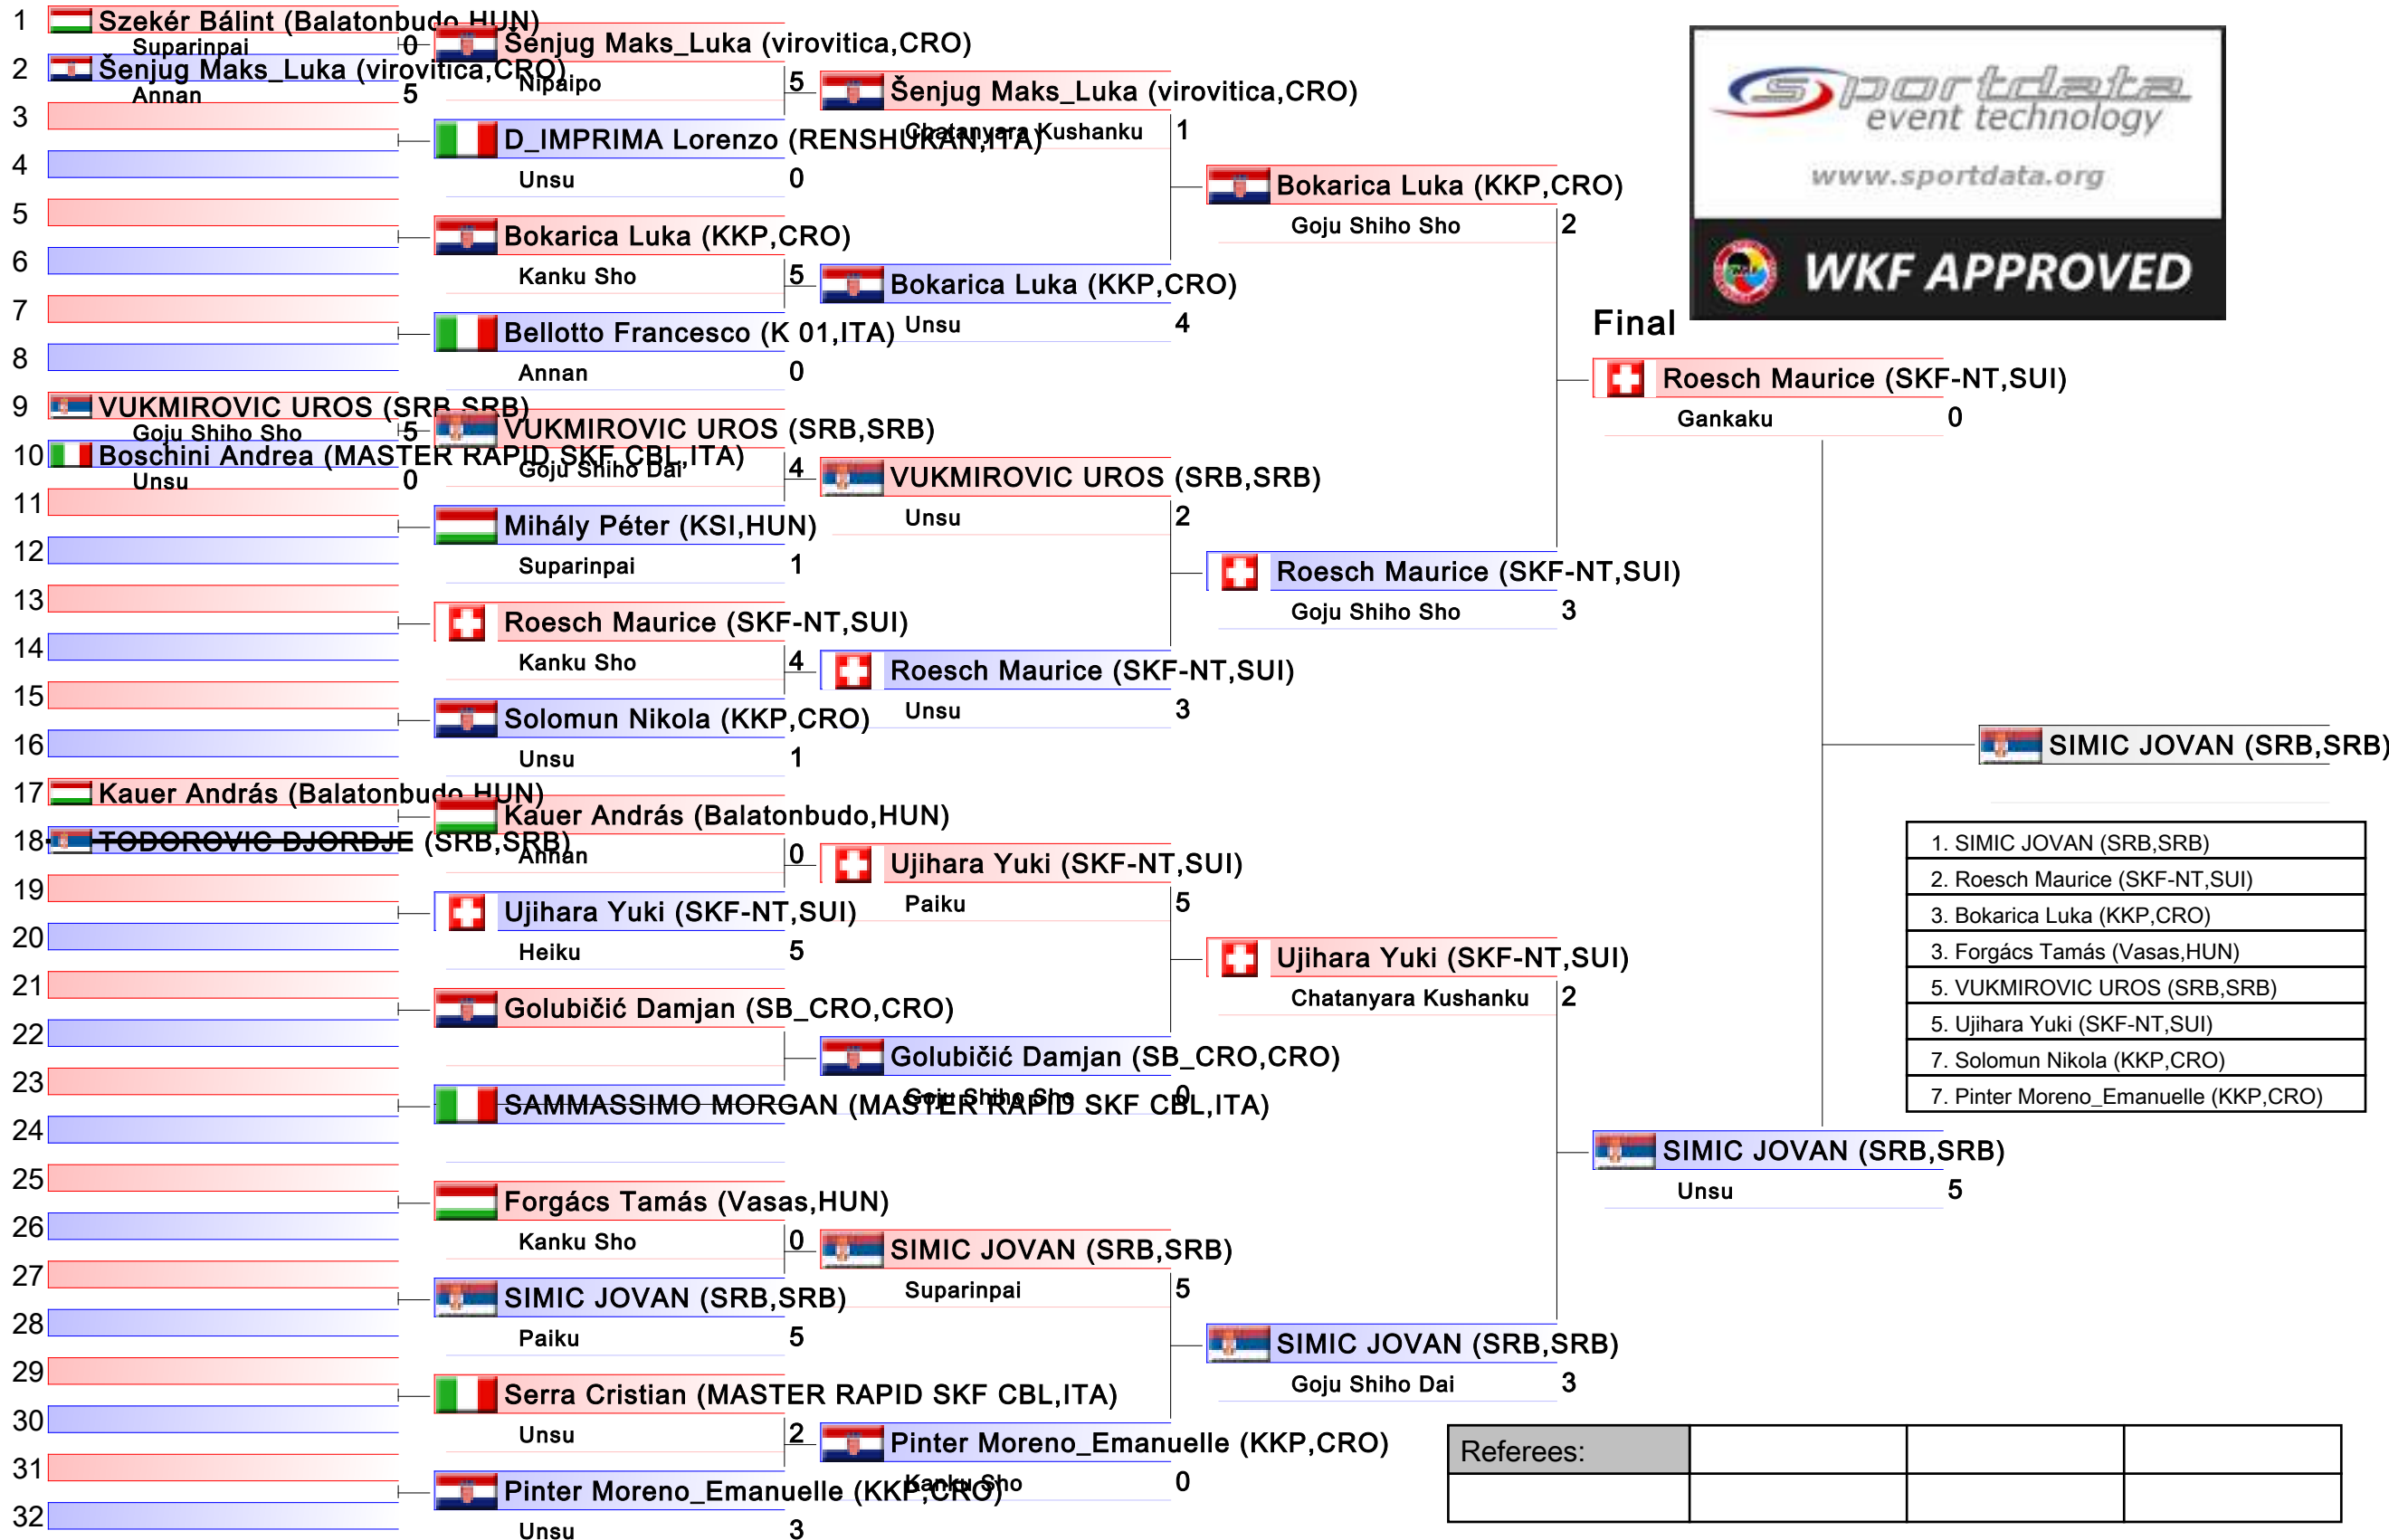 1 Szekér Bálint (Balatonbudo,HUN)
Suparinpai 0
2 Šenjug Maks_Luka (virovitica,CRO)
Annan 5
3
4
5
6
7
8
9 VUKMIROVIC UROS (SRB,SRB)
Goju Shiho Sho 5
10 Boschini Andrea (MASTER RAPID SKF CBL,ITA)
Unsu 0
11
12
13
14
15
16
17 Kauer András (Balatonbudo,HUN)
18 TODOROVIC DJORDJE (SRB,SRB)
19
20
21
22
23
24
25
26
27
28
29
30
31
32
Šenjug Maks_Luka (virovitica,CRO)
Nipaipo 5
D_IMPRIMA Lorenzo (RENSHUKAN,ITA)
Unsu 0
Bokarica Luka (KKP,CRO)
Kanku Sho 5
Bellotto Francesco (K 01,ITA)
Annan 0
VUKMIROVIC UROS (SRB,SRB)
Goju Shiho Dai 4
Mihály Péter (KSI,HUN)
Suparinpai 1
Roesch Maurice (SKF-NT,SUI)
Kanku Sho 4
Solomun Nikola (KKP,CRO)
Unsu 1
Kauer András (Balatonbudo,HUN)
Annan 0
Ujihara Yuki (SKF-NT,SUI)
Heiku 5
Golubičić Damjan (SB_CRO,CRO)
SAMMASSIMO MORGAN (MASTER RAPID SKF CBL,ITA)
Forgács Tamás (Vasas,HUN)
Kanku Sho 0
SIMIC JOVAN (SRB,SRB)
Paiku 5
Serra Cristian (MASTER RAPID SKF CBL,ITA)
Unsu 2
Pinter Moreno_Emanuelle (KKP,CRO)
Unsu 3
Šenjug Maks_Luka (virovitica,CRO)
Chatanyara Kushanku 1
Bokarica Luka (KKP,CRO)
Unsu 4
VUKMIROVIC UROS (SRB,SRB)
Unsu 2
Roesch Maurice (SKF-NT,SUI)
Unsu 3
Ujihara Yuki (SKF-NT,SUI)
Paiku 5
Golubičić Damjan (SB_CRO,CRO)
Goju Shiho Sho 0
SIMIC JOVAN (SRB,SRB)
Suparinpai 5
Pinter Moreno_Emanuelle (KKP,CRO)
Kanku Sho 0
Bokarica Luka (KKP,CRO)
Goju Shiho Sho 2
Roesch Maurice (SKF-NT,SUI)
Goju Shiho Sho 3
Ujihara Yuki (SKF-NT,SUI)
Chatanyara Kushanku 2
SIMIC JOVAN (SRB,SRB)
Goju Shiho Dai 3
Final
Roesch Maurice (SKF-NT,SUI)
Gankaku 0
SIMIC JOVAN (SRB,SRB)
Unsu 5
SIMIC JOVAN (SRB,SRB)
sportdata
event technology
www.sportdata.org
WKF APPROVED
1. SIMIC JOVAN (SRB,SRB)
2. Roesch Maurice (SKF-NT,SUI)
3. Bokarica Luka (KKP,CRO)
3. Forgács Tamás (Vasas,HUN)
5. VUKMIROVIC UROS (SRB,SRB)
5. Ujihara Yuki (SKF-NT,SUI)
7. Solomun Nikola (KKP,CRO)
7. Pinter Moreno_Emanuelle (KKP,CRO)
Referees: